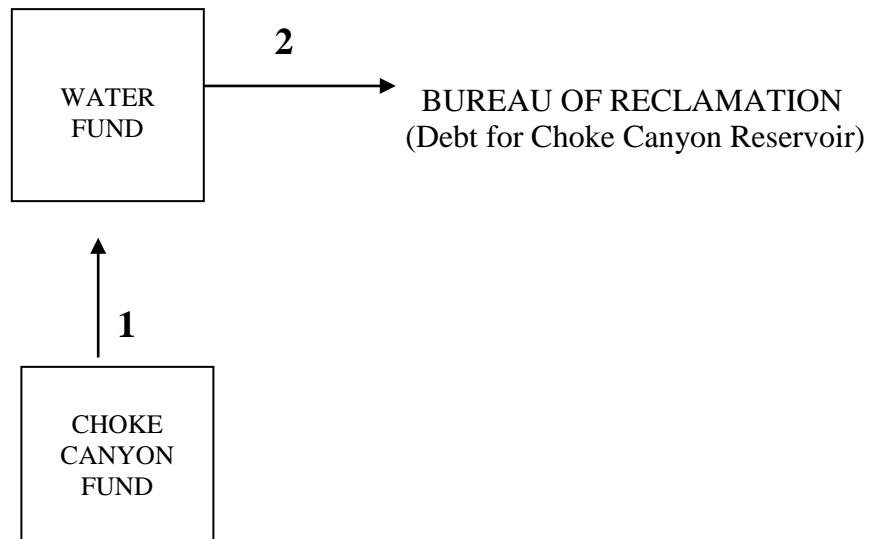 2
WATER
FUND
BUREAU OF RECLAMATION
(Debt for Choke Canyon Reservoir)
1
CHOKE
CANYON
FUND